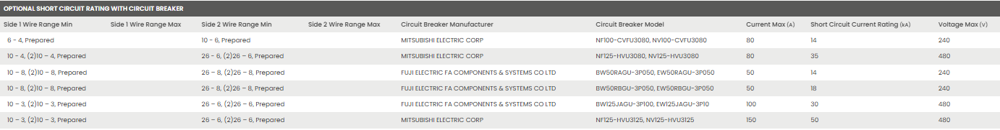 OPTIONAL SHORT CIRCUIT RATING WITH CIRCUIT BREAKER
Side 1 Wire Range Min Side 1 Wire Range Max Side 2 Wire Range Min Side 2 Wire Range Max Circuit Breaker Manufacturer Circuit Breaker Model Current Max (A) Short Circuit Current Rating (kA) Voltage Max (V)
6 - 4, Prepared 10 - 6, Prepared MITSUBISHI ELECTRIC CORP NF100-CVFU3080, NV100-CVFU3080 80 14 240
10 - 4, (2)10 – 4, Prepared 26 - 6, (2)26 – 6, Prepared MITSUBISHI ELECTRIC CORP NF125-HVU3080, NV125-HVU3080 80 35 480
10 – 8, (2)10 – 8, Prepared 26 – 8, (2)26 – 8, Prepared FUJI ELECTRIC FA COMPONENTS & SYSTEMS CO LTD BW50RAGU-3P050, EW50RAGU-3P050 50 14 240
10 - 8, (2)10 – 8, Prepared 26 - 8, (2)26 – 8, Prepared FUJI ELECTRIC FA COMPONENTS & SYSTEMS CO LTD BW50RBGU-3P050, EW50RBGU-3P050 50 18 240
10 – 3, (2)10 – 3, Prepared 26 – 6, (2)26 – 6, Prepared FUJI ELECTRIC FA COMPONENTS & SYSTEMS CO LTD BW125JAGU-3P100, EW125JAGU-3P10 100 30 480
10 – 3, (2)10 – 3, Prepared 26 – 6, (2)26 – 6, Prepared MITSUBISHI ELECTRIC CORP NF125-HVU3125, NV125-HVU3125 150 50 480